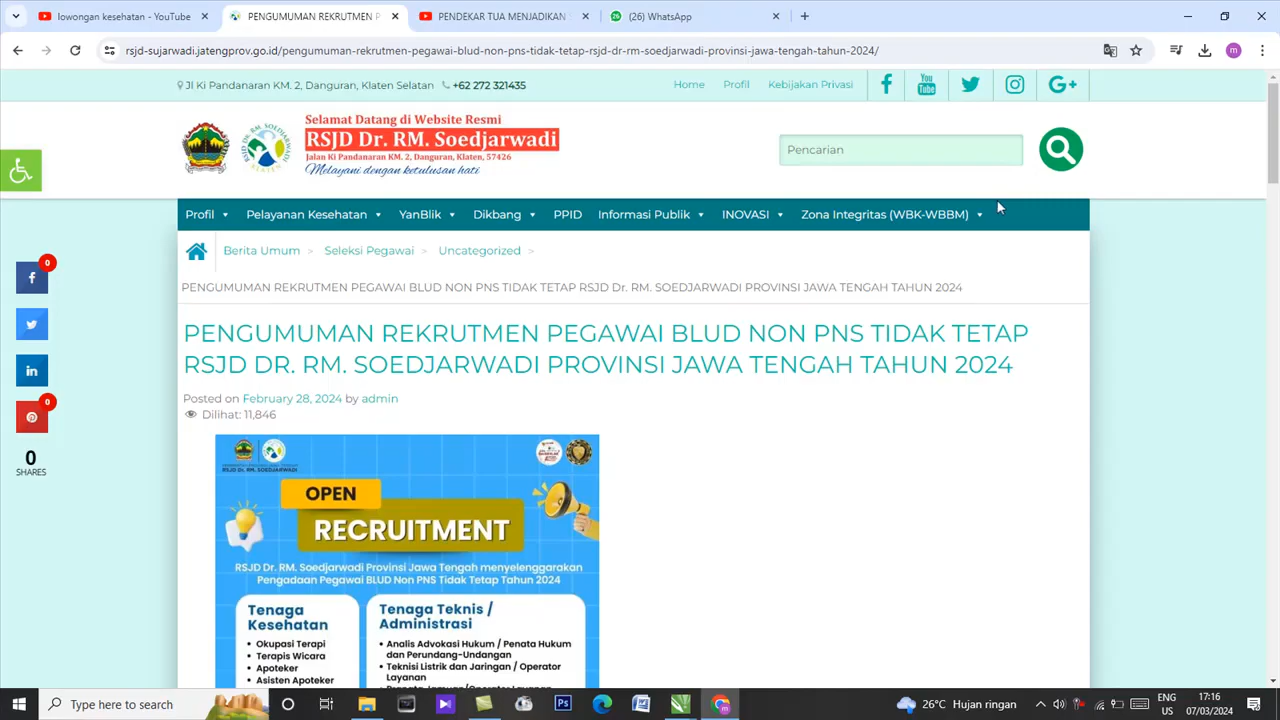 lowongan kesehatan - YouTube
PENGUMUMAN REKRUTMEN P
PENDEKAR TUA MENJADIKAN
(26) WhatsApp
rsjd-sujarwadi.jatengprov.go.id/pengumuman-rekrutmen-pegawai-blud-non-pns-tidak-tetap-rsjd-dr-rm-soedjarwadi-provinsi-jawa-tengah-tahun-2024/
m
Jl Ki Pandanaran KM. 2, Danguran, Klaten Selatan +62 272 321435
Home Profil Kebijakan Privasi
You Tube
G+
Selamat Datang di Website Resmi
RSJD Dr. RM. Soedjarwadi
Jalan Ki Pandanaran KM. 2, Danguran, Klaten, 57426
Melayani dengan ketulusan hati
Pencarian
Profil Pelayanan Kesehatan YanBlik Dikbang PPID Informasi Publik INOVASI Zona Integritas (WBK-WBBM)
Berita Umum > Seleksi Pegawai > Uncategorized >
PENGUMUMAN REKRUTMEN PEGAWAI BLUD NON PNS TIDAK TETAP RSJD Dr. RM. SOEDJARWADI PROVINSI JAWA TENGAH TAHUN 2024
PENGUMUMAN REKRUTMEN PEGAWAI BLUD NON PNS TIDAK TETAP
RSJD DR. RM. SOEDJARWADI PROVINSI JAWA TENGAH TAHUN 2024
Posted on February 28, 2024 by admin
Dilihat: 11,846
0
0
0
SHARES
RSJD Dr. RM. SOEDJARWADI
OPEN
RECRUITMENT
RSJD Dr. RM. Soedjarwadi Provinsi Jawa Tengah menyelenggarakan
Pengadaan Pegawai BLUD Non PNS Tidak Tetap Tahun 2024
Tenaga
Kesehatan
• Okupasi Terapi
• Terapis Wicara
• Apoteker
• Asisten Apoteker
Tenaga Teknis /
Administrasi
• Analis Advokasi Hukum / Penata Hukum
dan Perundang-Undangan
• Teknisi Listrik dan Jaringan / Operator
Layanan
Type here to search
26°C Hujan ringan
ENG
US
17:16
07/03/2024